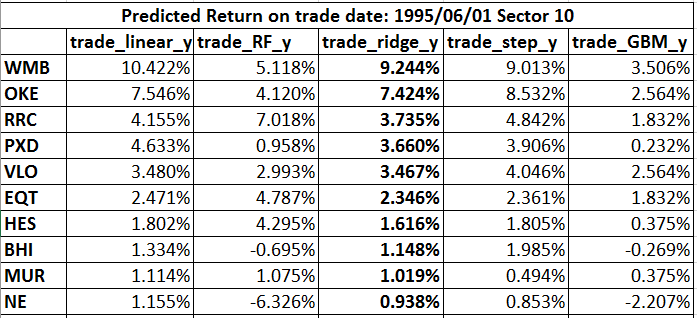 Predicted Return on trade date: 1995/06/01 Sector 10
trade_linear_y trade_RF_y trade_ridge_y trade_step_y trade_GBM_y
WMB 10.422% 5.118% 9.244% 9.013% 3.506%
OKE 7.546% 4.120% 7.424% 8.532% 2.564%
RRC 4.155% 7.018% 3.735% 4.842% 1.832%
PXD 4.633% 0.958% 3.660% 3.906% 0.232%
VLO 3.480% 2.993% 3.467% 4.046% 2.564%
EQT 2.471% 4.787% 2.346% 2.361% 1.832%
HES 1.802% 4.295% 1.616% 1.805% 0.375%
BHI 1.334% -0.695% 1.148% 1.985% -0.269%
MUR 1.114% 1.075% 1.019% 0.494% 0.375%
NE 1.155% -6.326% 0.938% 0.853% -2.207%